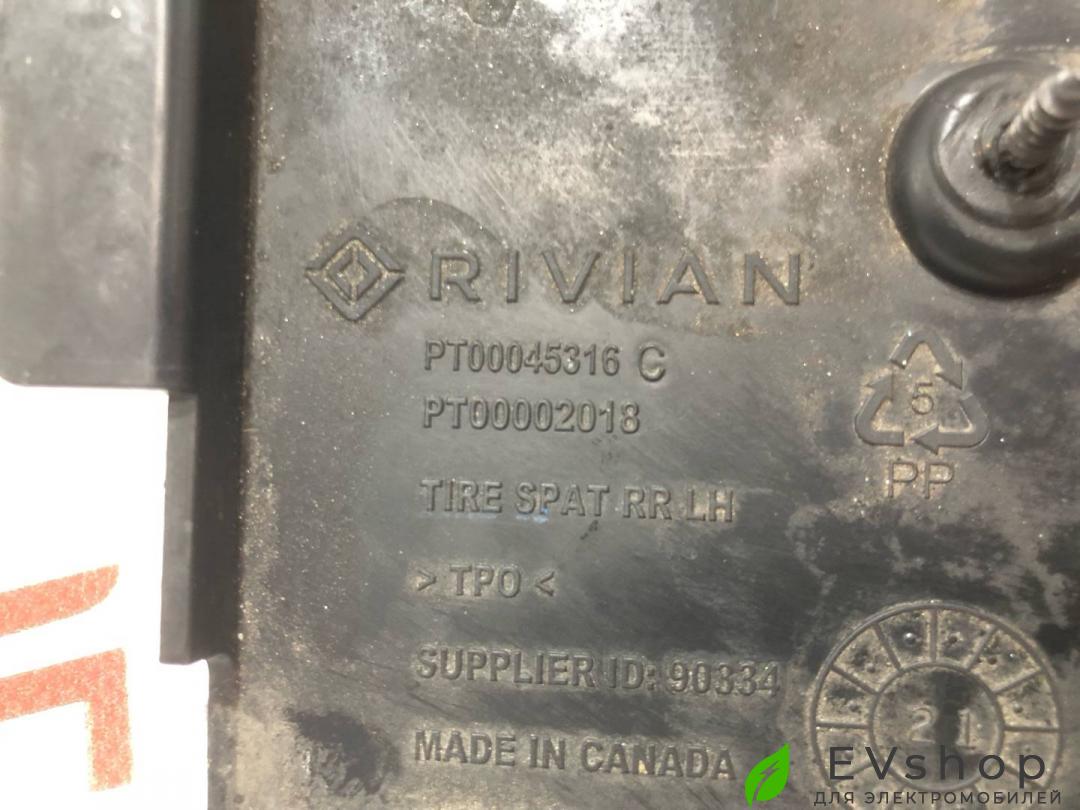 RIVIAN
PT00045316 C
PT00002018
5
PP
TIRE SPAT RR LH
> TPO <
SUPPLIER ID: 90334
21
MADE IN CANADA
EVshop
ДЛЯ ЭЛЕКТРОМОБИЛЕЙ